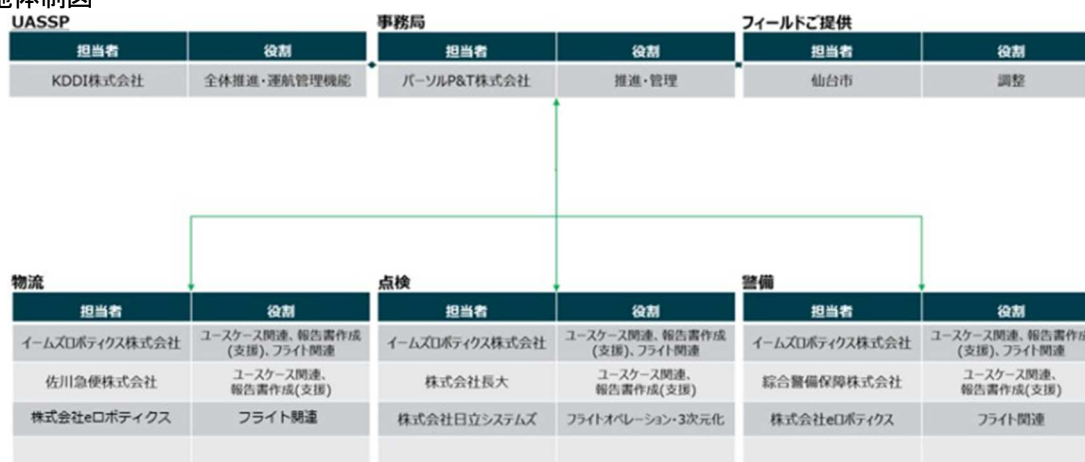 UASSP
担当者 役割
KDDI株式会社 全体推進・運航管理機能
事務局
担当者 役割
パーソルP&T株式会社 推進・管理
フィールドご提供
担当者 役割
仙台市 調整
物流
担当者 役割
イームズロボティクス株式会社 ユースケース関連、報告書作成
(支援)、フライト関連
佐川急便株式会社 ユースケース関連、
報告書作成(支援)
株式会社eロボティクス フライト関連
点検
担当者 役割
イームズロボティクス株式会社 ユースケース関連、報告書作成
(支援)、フライト関連
株式会社長大 ユースケース関連、
報告書作成(支援)
株式会社日立システムズ フライトオペレーション・3次元化
警備
担当者 役割
イームズロボティクス株式会社 ユースケース関連、報告書作成
(支援)、フライト関連
綜合警備保障株式会社 ユースケース関連、
報告書作成(支援)
株式会社eロボティクス フライト関連